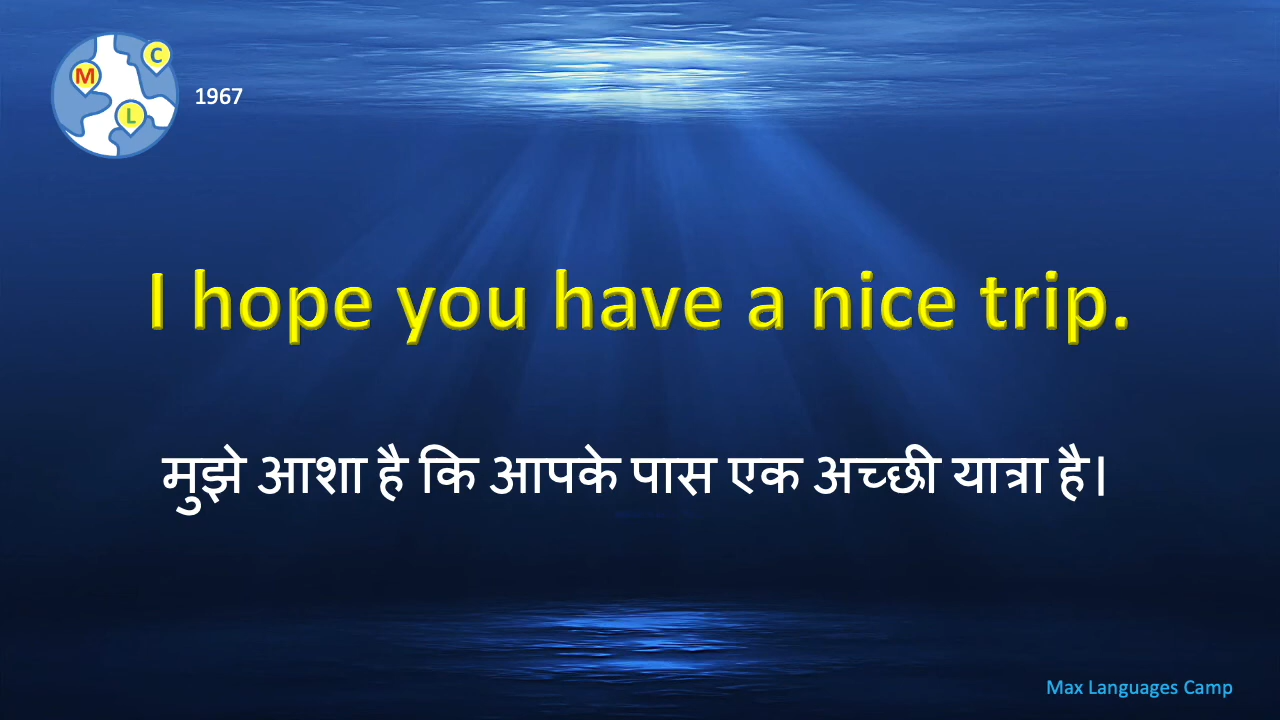 C
M
L
1967
I hope you have a nice trip.
मुझे आशा है कि आपके पास एक अच्छी यात्रा है।
Max Languages Camp